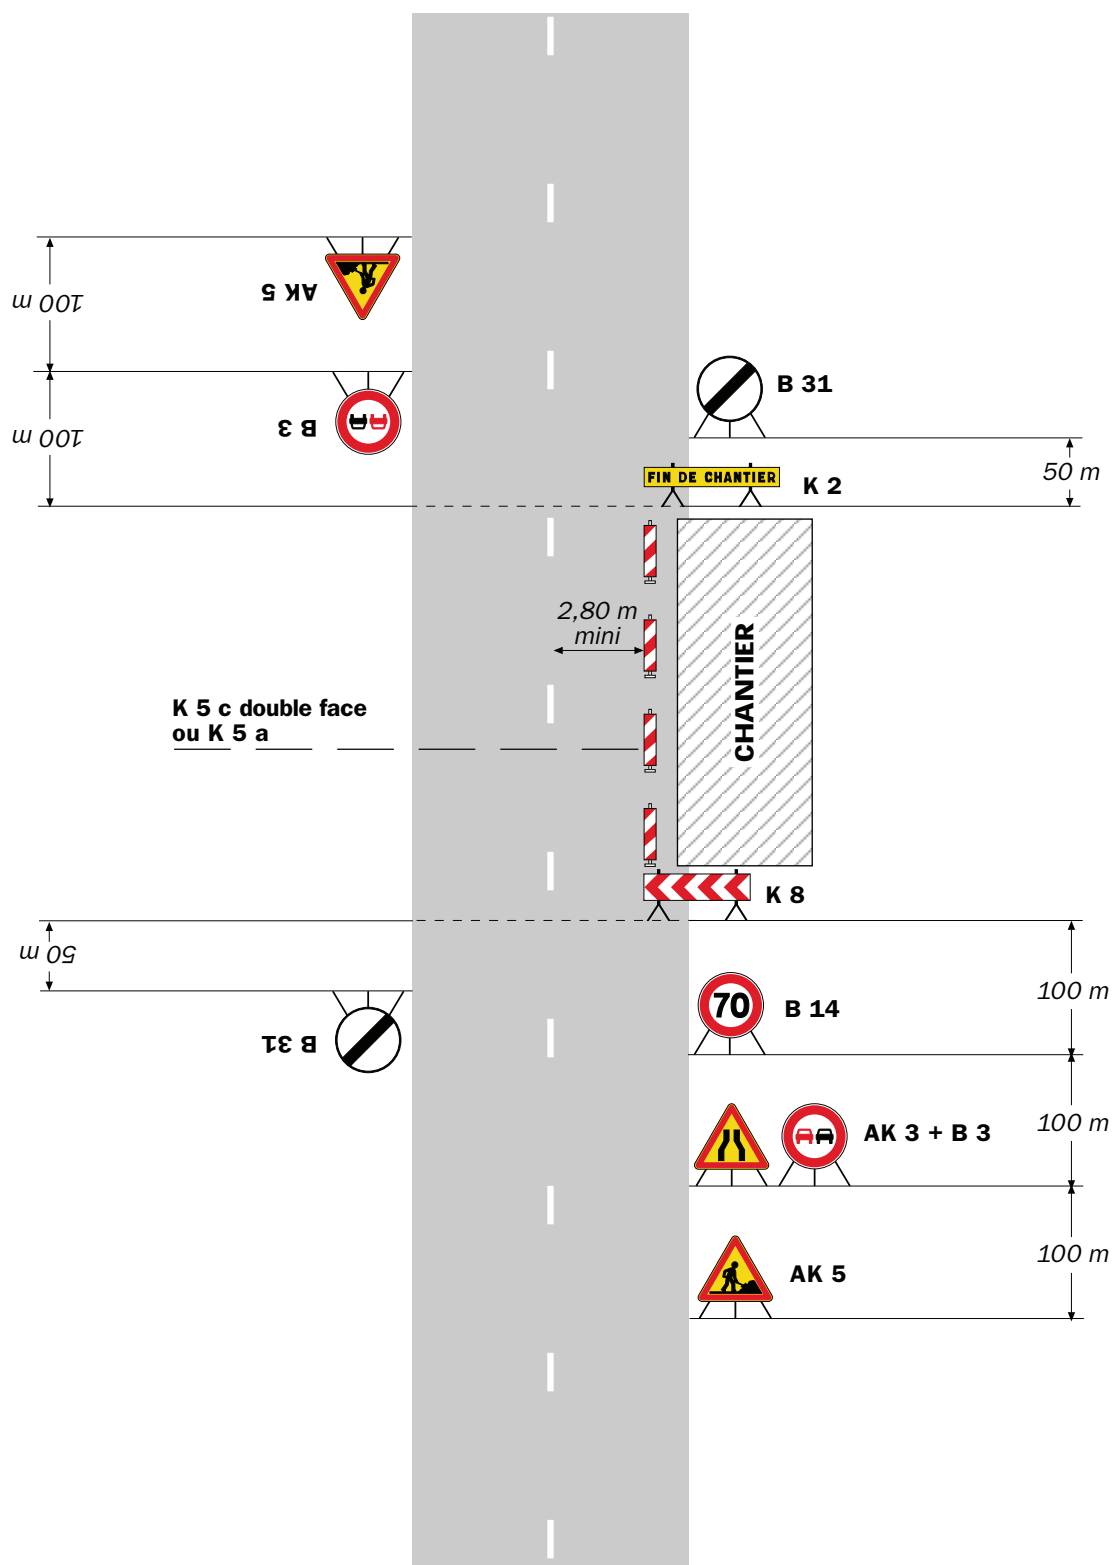 AK 5
100 m
B 3
100 m
B 31
50 m
FIN DE CHANTIER
K 2
2,80 m
mini
CHANTIER
K 5 c double face
ou K 5 a
K 8
50 m
B 31
70
B 14
100 m
AK 3 + B 3
100 m
AK 5
100 m